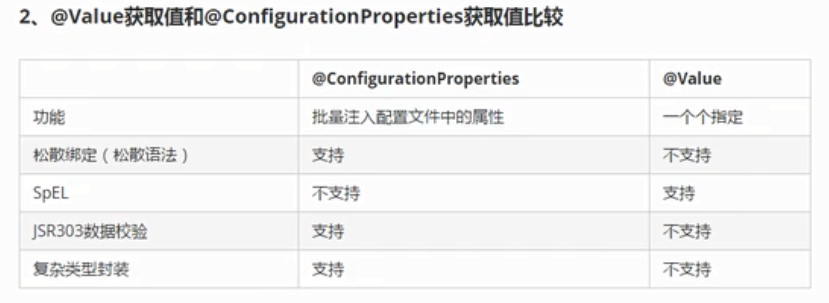 2、@Value获取值和@ConfigurationProperties获取值比较
@ConfigurationProperties @Value
功能 批量注入配置文件中的属性 一个个指定
松散绑定（松散语法） 支持 不支持
SpEL 不支持 支持
JSR303数据校验 支持 不支持
复杂类型封装 支持 不支持